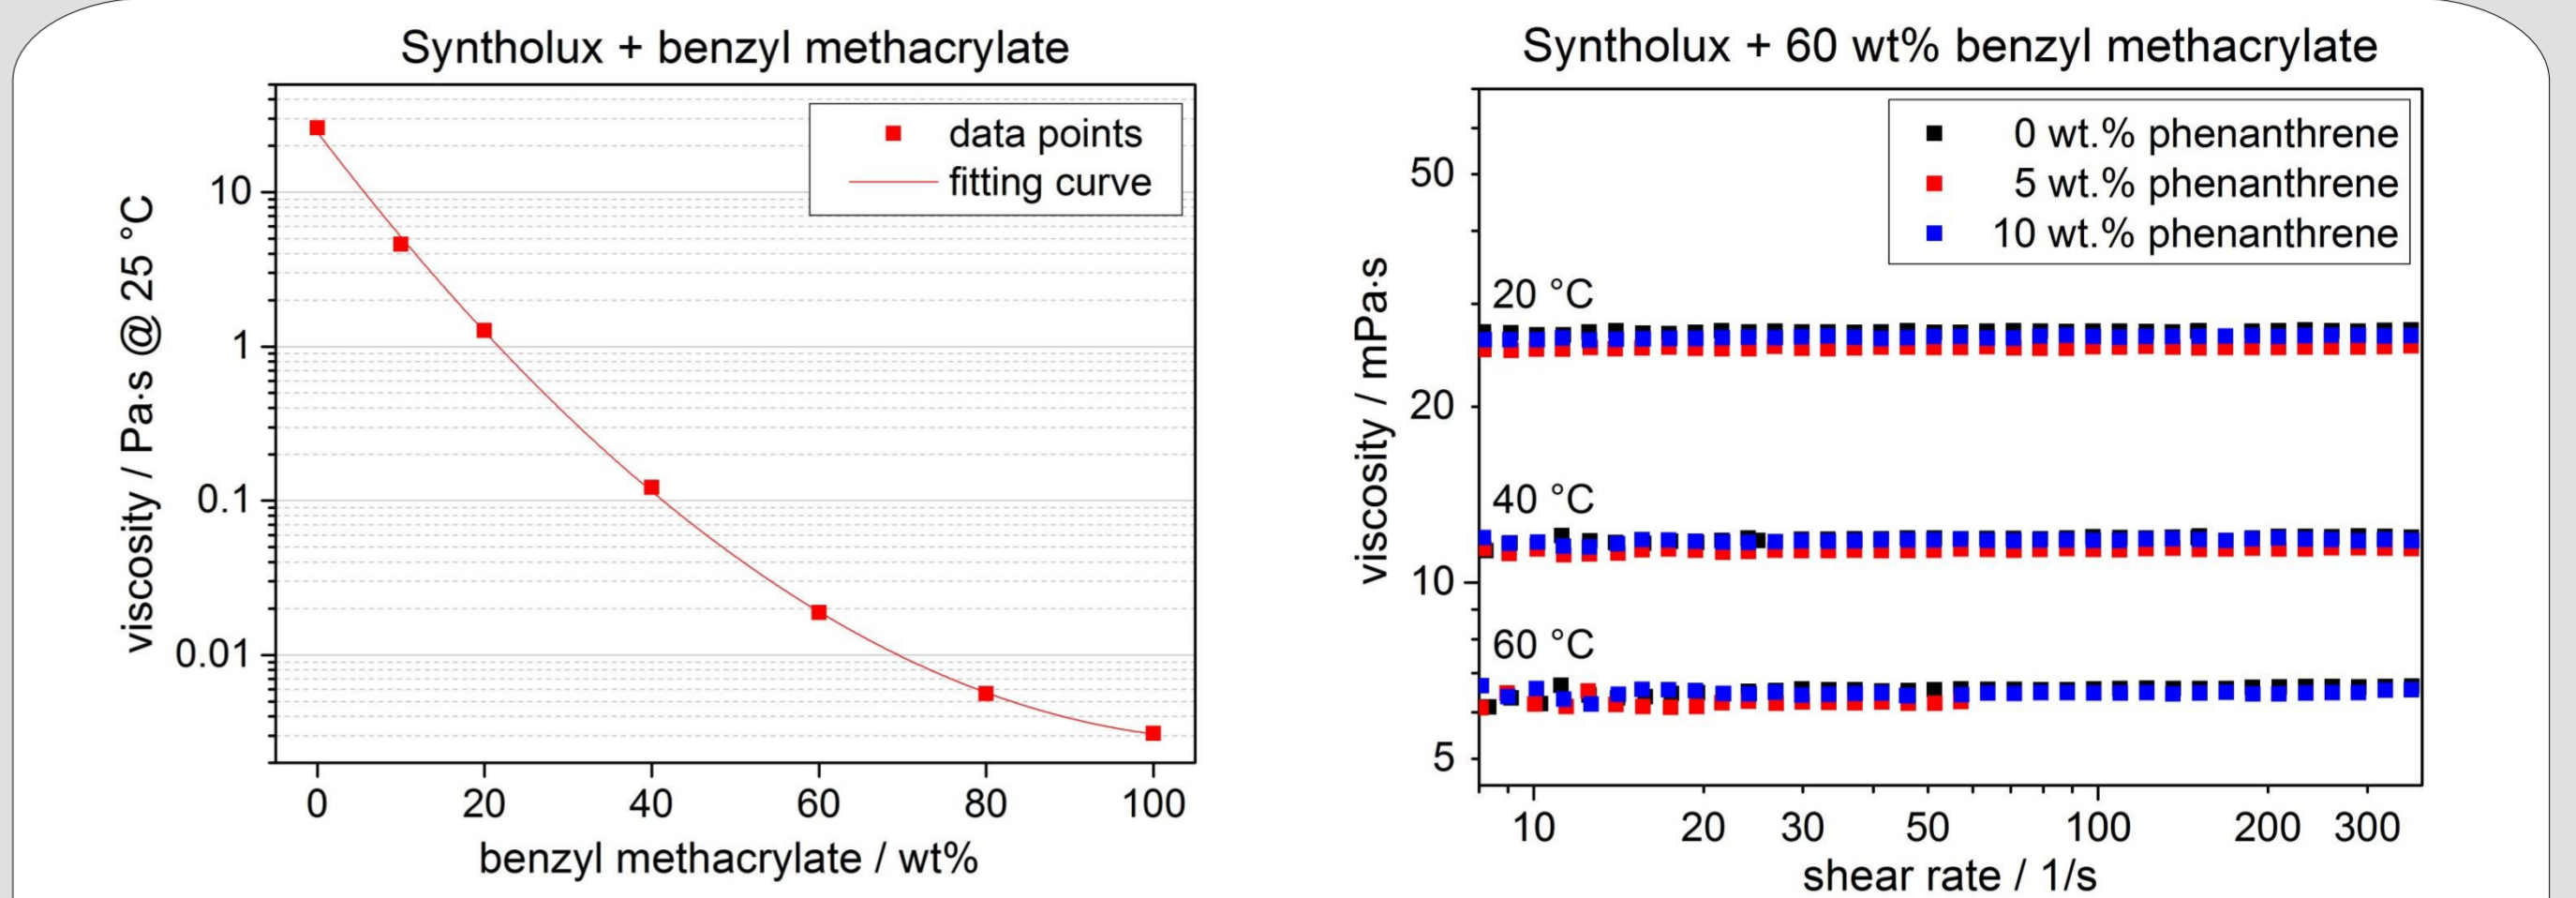 Syntholux + benzyl methacrylate
data points
fitting curve
viscosity / Pa·s @ 25 °C
10
1
0.1
0.01
0 20 40 60 80 100
benzyl methacrylate / wt%
Syntholux + 60 wt% benzyl methacrylate
0 wt.% phenanthrene
5 wt.% phenanthrene
10 wt.% phenanthrene
viscosity / mPa·s
50
20
10
5
20 °C
40 °C
60 °C
10 20 30 50 100 200 300
shear rate / 1/s